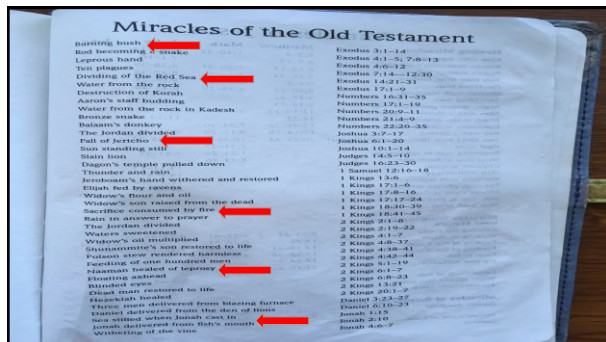 Miracles of the Old Testament
Burning bush Exodus 3:1–14
Rod becoming a snake Exodus 4:1–5; 7:8–13
Leprous hand Exodus 4:6–12
Ten plagues Exodus 7:14—12:30
Dividing of the Red Sea Exodus 14:21–31
Water from the rock Exodus 17:1–9
Destruction of Korah Numbers 16:31–35
Aaron's staff budding Numbers 17:1–19
Water from the rock in Kadesh Numbers 20:9–11
Bronze snake Numbers 21:4–9
Balaam's donkey Numbers 22:20–35
The Jordan divided Joshua 3:7–17
Fall of Jericho Joshua 6:1–20
Sun standing still Joshua 10:1–14
Slain lion Judges 14:5–10
Dagon's temple pulled down Judges 16:23–30
Thunder and rain 1 Samuel 12:16–18
Jeroboam's hand withered and restored 1 Kings 13:6
Elijah fed by ravens 1 Kings 17:1–6
Widow's flour and oil 1 Kings 17:8–16
Widow's son raised from the dead 1 Kings 17:17–24
Sacrifice consumed by fire 1 Kings 18:30–39
Rain in answer to prayer 1 Kings 18:41–45
The Jordan divided 2 Kings 2:1–8
Waters sweetened 2 Kings 2:19–22
Widow's oil multiplied 2 Kings 4:1–7
Shunammite's son restored to life 2 Kings 4:8–37
Poison stew rendered harmless 2 Kings 4:38–41
Feeding of one hundred men 2 Kings 4:42–44
Naaman healed of leprosy 2 Kings 5:1–19
Floating axhead 2 Kings 6:1–7
Blinded eyes 2 Kings 6:8–23
Dead man restored to life 2 Kings 13:21
Hezekiah healed 2 Kings 20:1–7
Three men delivered from blazing furnace Daniel 3:23–27
Daniel delivered from the den of lions Daniel 6:10–23
Sea stilled when Jonah cast in Jonah 1:15
Jonah delivered from fish's mouth Jonah 2:10
Withering of the vine Jonah 4:6–7